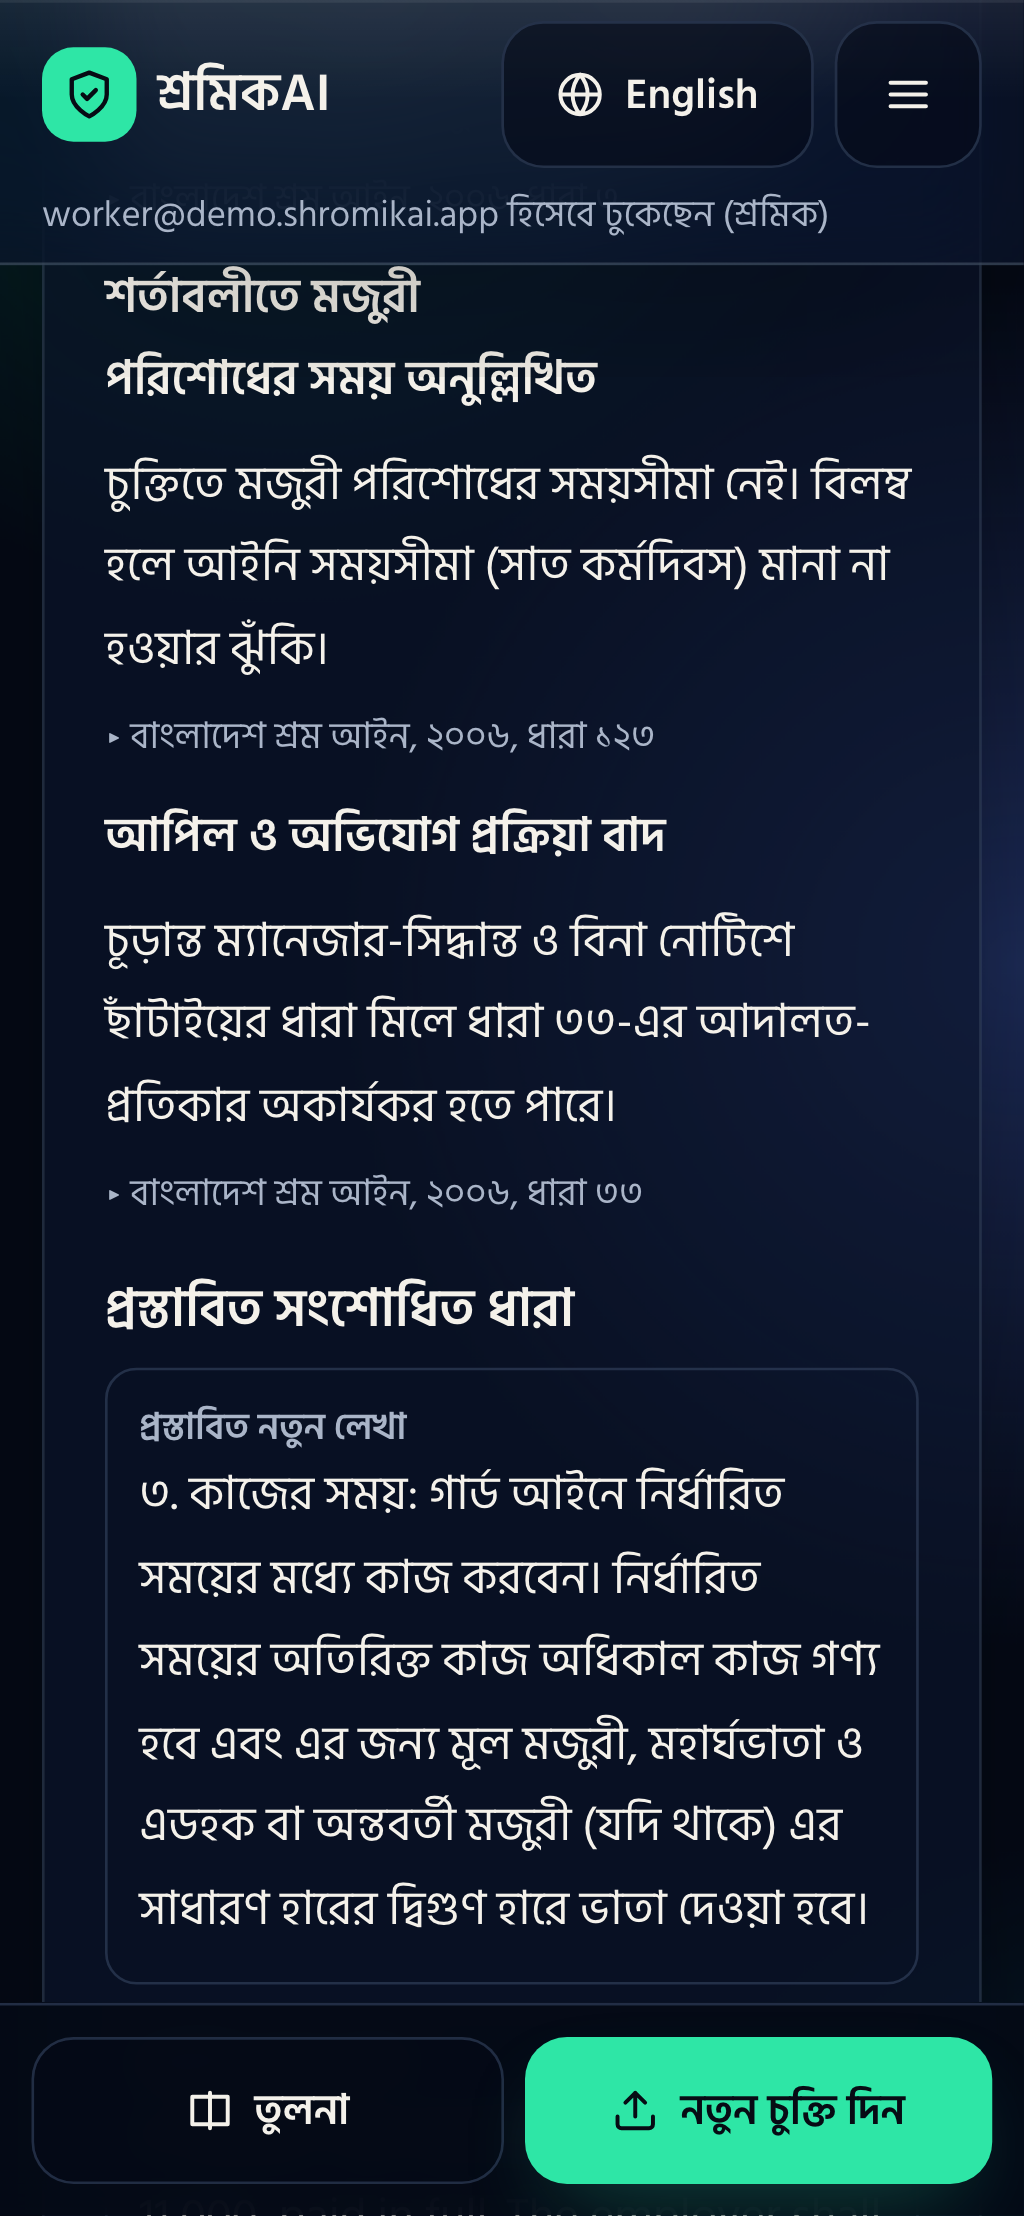 শ্রমিকAI
English
worker@demo.shromikai.app হিসেবে ঢুকেছেন (শ্রমিক)
শর্তাবলীতে মজুরী
পরিশোধের সময় অনুল্লিখিত
চুক্তিতে মজুরী পরিশোধের সময়সীমা নেই। বিলম্ব
হলে আইনি সময়সীমা (সাত কর্মদিবস) মানা না
হওয়ার ঝুঁকি।
▸ বাংলাদেশ শ্রম আইন, ২০০৬, ধারা ১২৩
আপিল ও অভিযোগ প্রক্রিয়া বাদ
চূড়ান্ত ম্যানেজার-সিদ্ধান্ত ও বিনা নোটিশে
ছাঁটাইয়ের ধারা মিলে ধারা ৩৩-এর আদালত-
প্রতিকার অকার্যকর হতে পারে।
▸ বাংলাদেশ শ্রম আইন, ২০০৬, ধারা ৩৩
প্রস্তাবিত সংশোধিত ধারা
প্রস্তাবিত নতুন লেখা
৩. কাজের সময়: গার্ড আইনে নির্ধারিত
সময়ের মধ্যে কাজ করবেন। নির্ধারিত
সময়ের অতিরিক্ত কাজ অধিকাল কাজ গণ্য
হবে এবং এর জন্য মূল মজুরী, মহার্ঘভাতা ও
এডহক বা অন্তবর্তী মজুরী (যদি থাকে) এর
সাধারণ হারের দ্বিগুণ হারে ভাতা দেওয়া হবে।
তুলনা
নতুন চুক্তি দিন